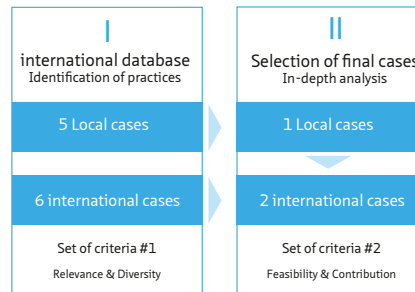 I
international database
Identification of practices
5 Local cases
6 international cases
Set of criteria #1
Relevance & Diversity
II
Selection of final cases
In-depth analysis
1 Local cases
2 international cases
Set of criteria #2
Feasibility & Contribution